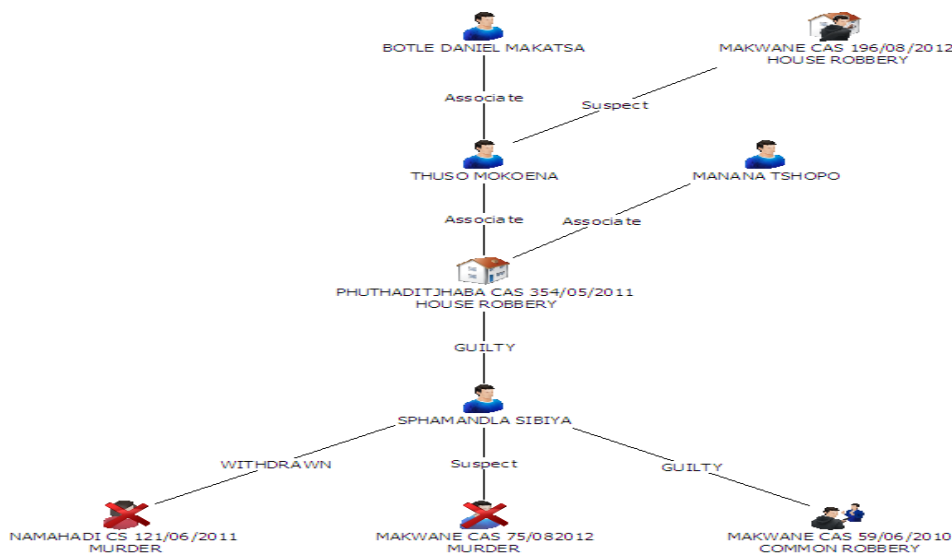 BOTLE DANIEL MAKATSA
MAKWANE CAS 196/08/2012
HOUSE ROBBERY
Associate
Suspect
THUSO MOKOENA
MANANA TSHOPO
Associate
Associate
PHUTHADITJHABA CAS 354/05/2011
HOUSE ROBBERY
GUILTY
SPHAMANDLA SIBIYA
WITHDRAWN
Suspect
GUILTY
NAMAHADI CS 121/06/2011
MURDER
MAKWANE CAS 75/082012
MURDER
MAKWANE CAS 59/06/2010
COMMON ROBBERY